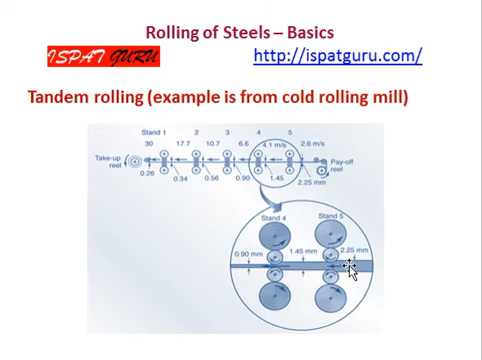 Rolling of Steels – Basics
ISPAT GURU
http://ispatguru.com/
Tandem rolling (example is from cold rolling mill)
Stand 1 2 3 4 5
30 17.7 10.7 6.6 4.1 m/s 2.6 m/s
Take-up reel
Pay-off reel
0.26 0.34 0.56 0.90 1.45 2.25 mm
Stand 4 Stand 5
0.90 mm 1.45 mm 2.25 mm